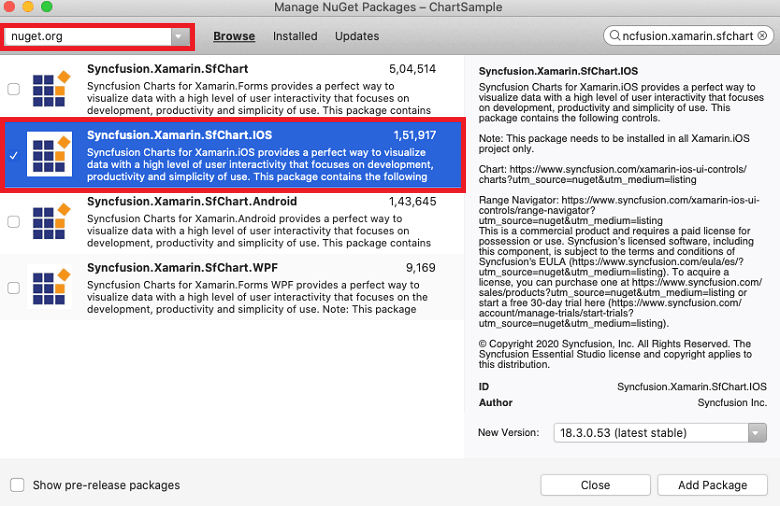 Manage NuGet Packages – ChartSample
nuget.org
Browse
Installed
Updates
ncfusion.xamarin.sfchart
Syncfusion.Xamarin.SfChart 5,04,514
Syncfusion Charts for Xamarin.Forms provides a perfect way to
visualize data with a high level of user interactivity that focuses on
development, productivity and simplicity of use. This package contains
Syncfusion.Xamarin.SfChart.IOS 1,51,917
Syncfusion Charts for Xamarin.iOS provides a perfect way to visualize
data with a high level of user interactivity that focuses on development,
productivity and simplicity of use. This package contains the following
Syncfusion.Xamarin.SfChart.Android 1,43,645
Syncfusion Charts for Xamarin.Android provides a perfect way to
visualize data with a high level of user interactivity that focuses on
development, productivity and simplicity of use. This package contains
Syncfusion.Xamarin.SfChart.WPF 9,169
Syncfusion Charts for Xamarin.Forms WPF provides a perfect way to
visualize data with a high level of user interactivity that focuses on the
development, productivity and simplicity of use. Note: This package
Syncfusion.Xamarin.SfChart.IOS
Syncfusion Charts for Xamarin.iOS provides a perfect way to
visualize data with a high level of user interactivity that focuses
on development, productivity and simplicity of use. This
package contains the following controls.
Note: This package needs to be installed in all Xamarin.iOS
project only.
Chart: https://www.syncfusion.com/xamarin-ios-ui-controls/
charts?utm_source=nuget&utm_medium=listing
Range Navigator: https://www.syncfusion.com/xamarin-ios-ui-
controls/range-navigator?
utm_source=nuget&utm_medium=listing
This is a commercial product and requires a paid license for
possession or use. Syncfusion's licensed software, including
this component, is subject to the terms and conditions of
Syncfusion's EULA (https://www.syncfusion.com/eula/es/?
utm_source=nuget&utm_medium=listing). To acquire a
license, you can purchase one at https://www.syncfusion.com/
sales/products?utm_source=nuget&utm_medium=listing or
start a free 30-day trial here (https://www.syncfusion.com/
account/manage-trials/start-trials?
utm_source=nuget&utm_medium=listing).
© Copyright 2020 Syncfusion, Inc. All Rights Reserved. The
Syncfusion Essential Studio license and copyright applies to
this distribution.
ID Syncfusion.Xamarin.SfChart.IOS
Author Syncfusion Inc.
New Version: 18.3.0.53 (latest stable)
Show pre-release packages
Close
Add Package